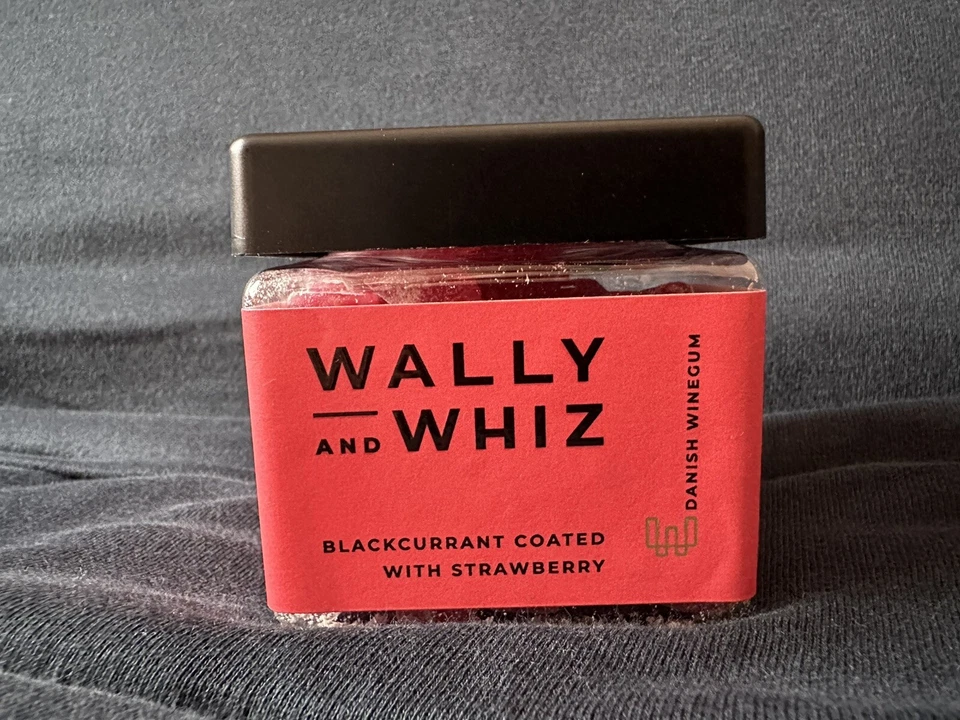 WALLY
AND WHIZ
BLACKCURRANT COATED
WITH STRAWBERRY
DANISH WINEGUM